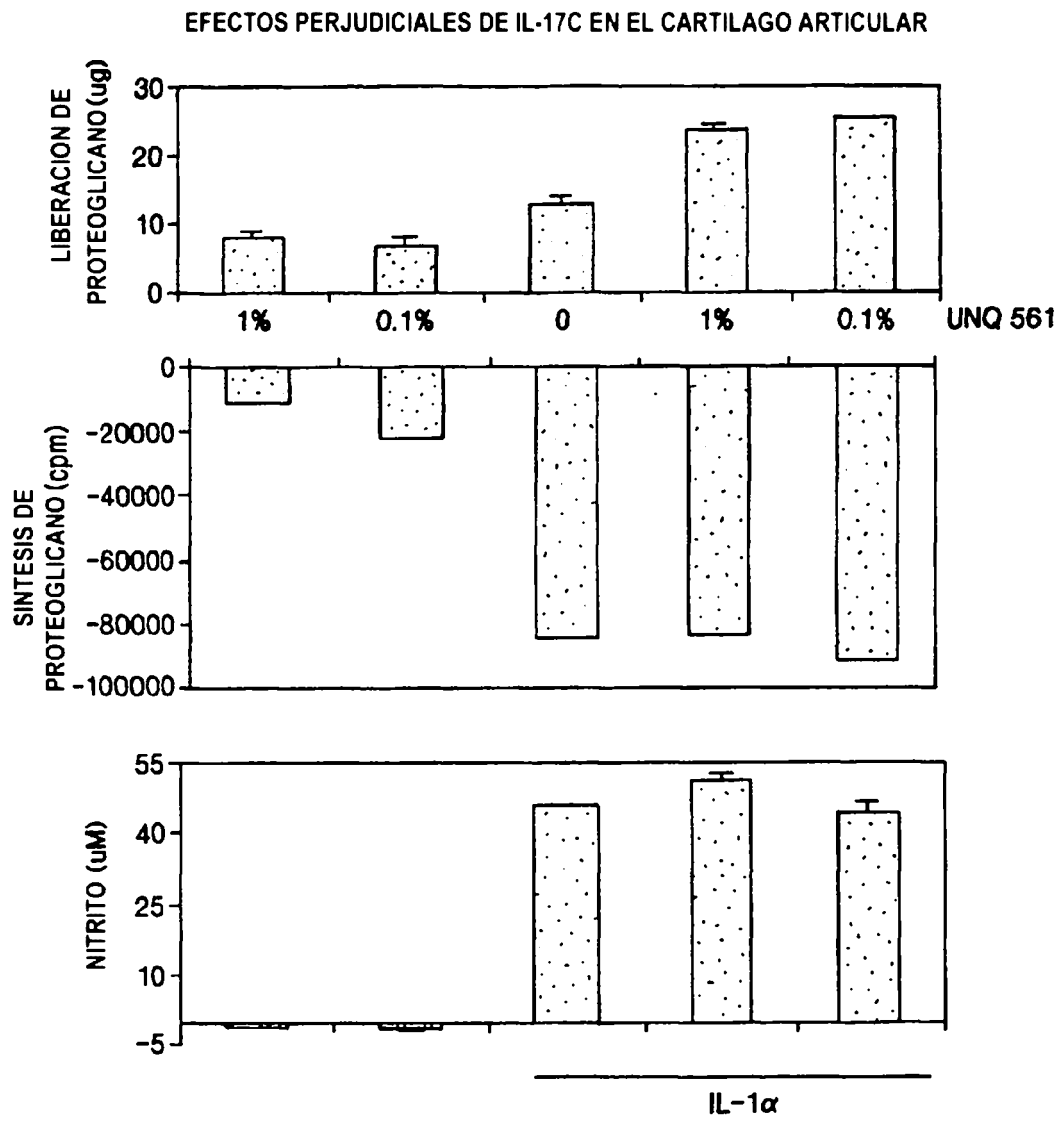 EFECTOS PERJUDICIALES DE IL-17C EN EL CARTILAGO ARTICULAR
LIBERACION DE
PROTEOGLICANO (ug)
30
20
10
0
1% 0.1% 0 1% 0.1% UNQ 561
SINTESIS DE
PROTEOGLICANO (cpm)
0
-20000
-40000
-60000
-80000
-100000
NITRITO (uM)
55
40
25
10
-5
IL-1α